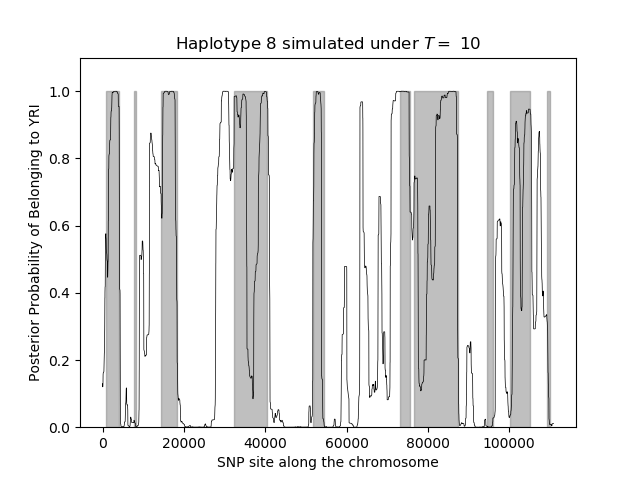 Haplotype 8 simulated under T = 10
Posterior Probability of Belonging to YRI
1.0
0.8
0.6
0.4
0.2
0.0
0 20000 40000 60000 80000 100000
SNP site along the chromosome